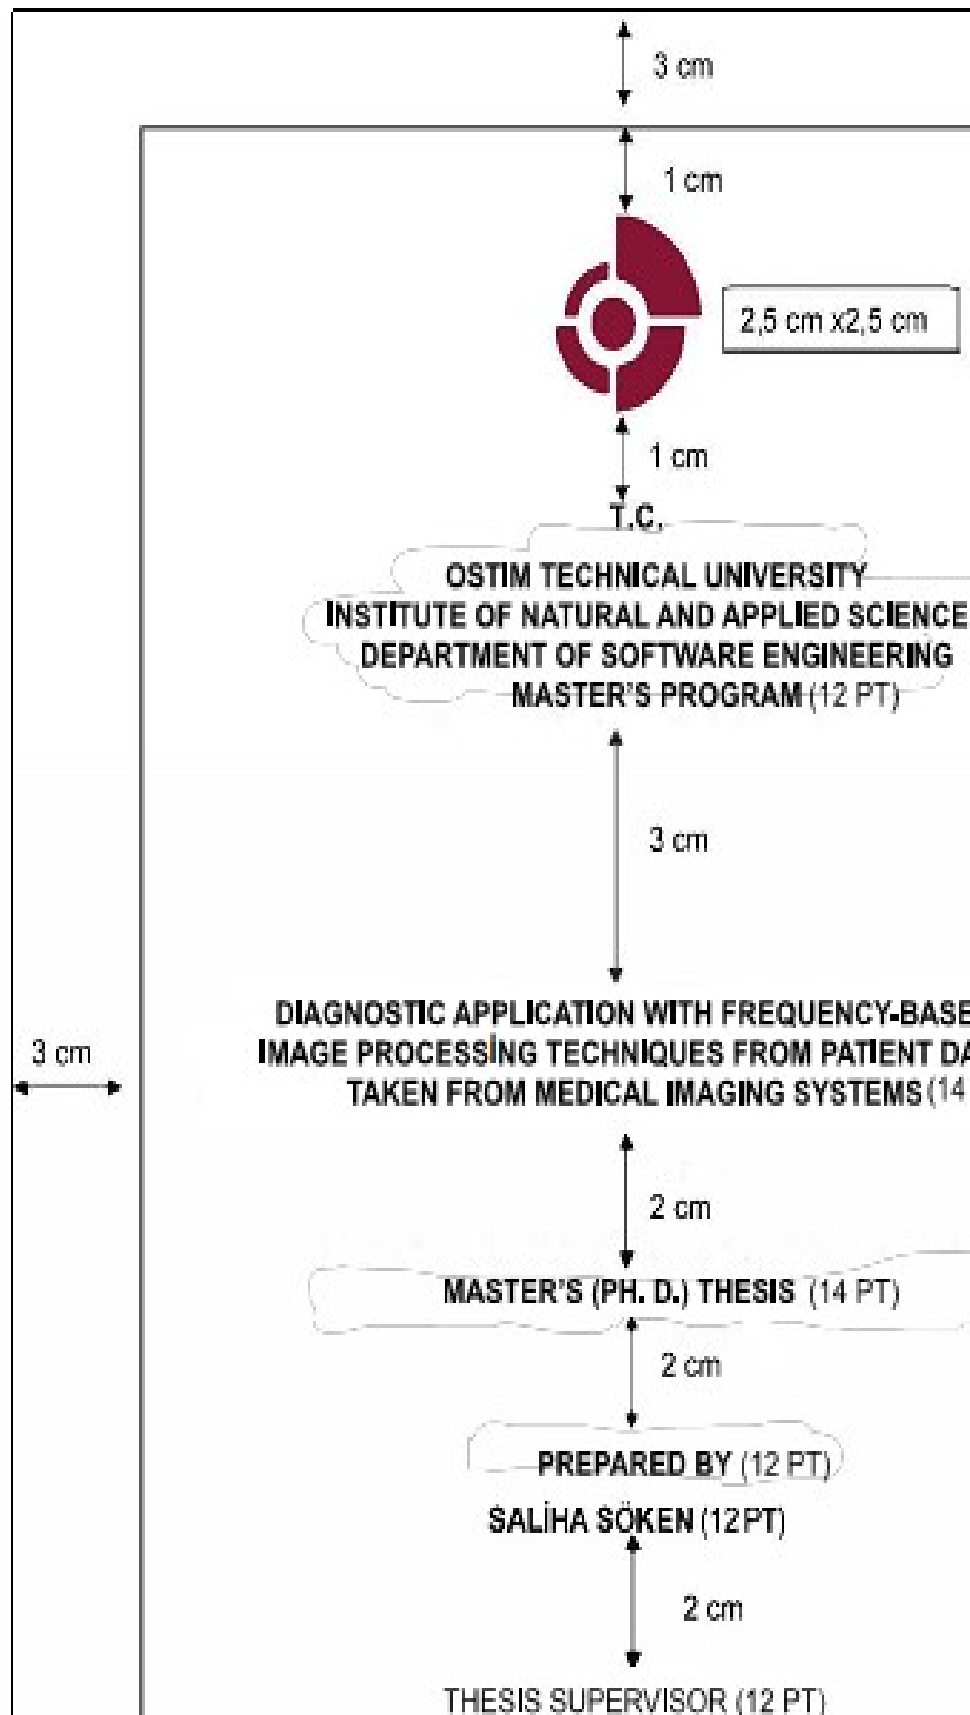 3 cm
1 cm
2,5 cm x2,5 cm
1 cm
T.C.
OSTIM TECHNICAL UNIVERSITY
INSTITUTE OF NATURAL AND APPLIED SCIENCE
DEPARTMENT OF SOFTWARE ENGINEERING
MASTER'S PROGRAM (12 PT)
3 cm
DIAGNOSTIC APPLICATION WITH FREQUENCY-BASE
3 cm
IMAGE PROCESSİNG TECHNIQUES FROM PATIENT DA
TAKEN FROM MEDICAL IMAGING SYSTEMS (14
2 cm
MASTER'S (PH. D.) THESIS (14 PT)
2 cm
PREPARED BY (12 PT)
SALİHA SÖKEN (12PT)
2 cm
THESIS SUPERVISOR (12 PT)